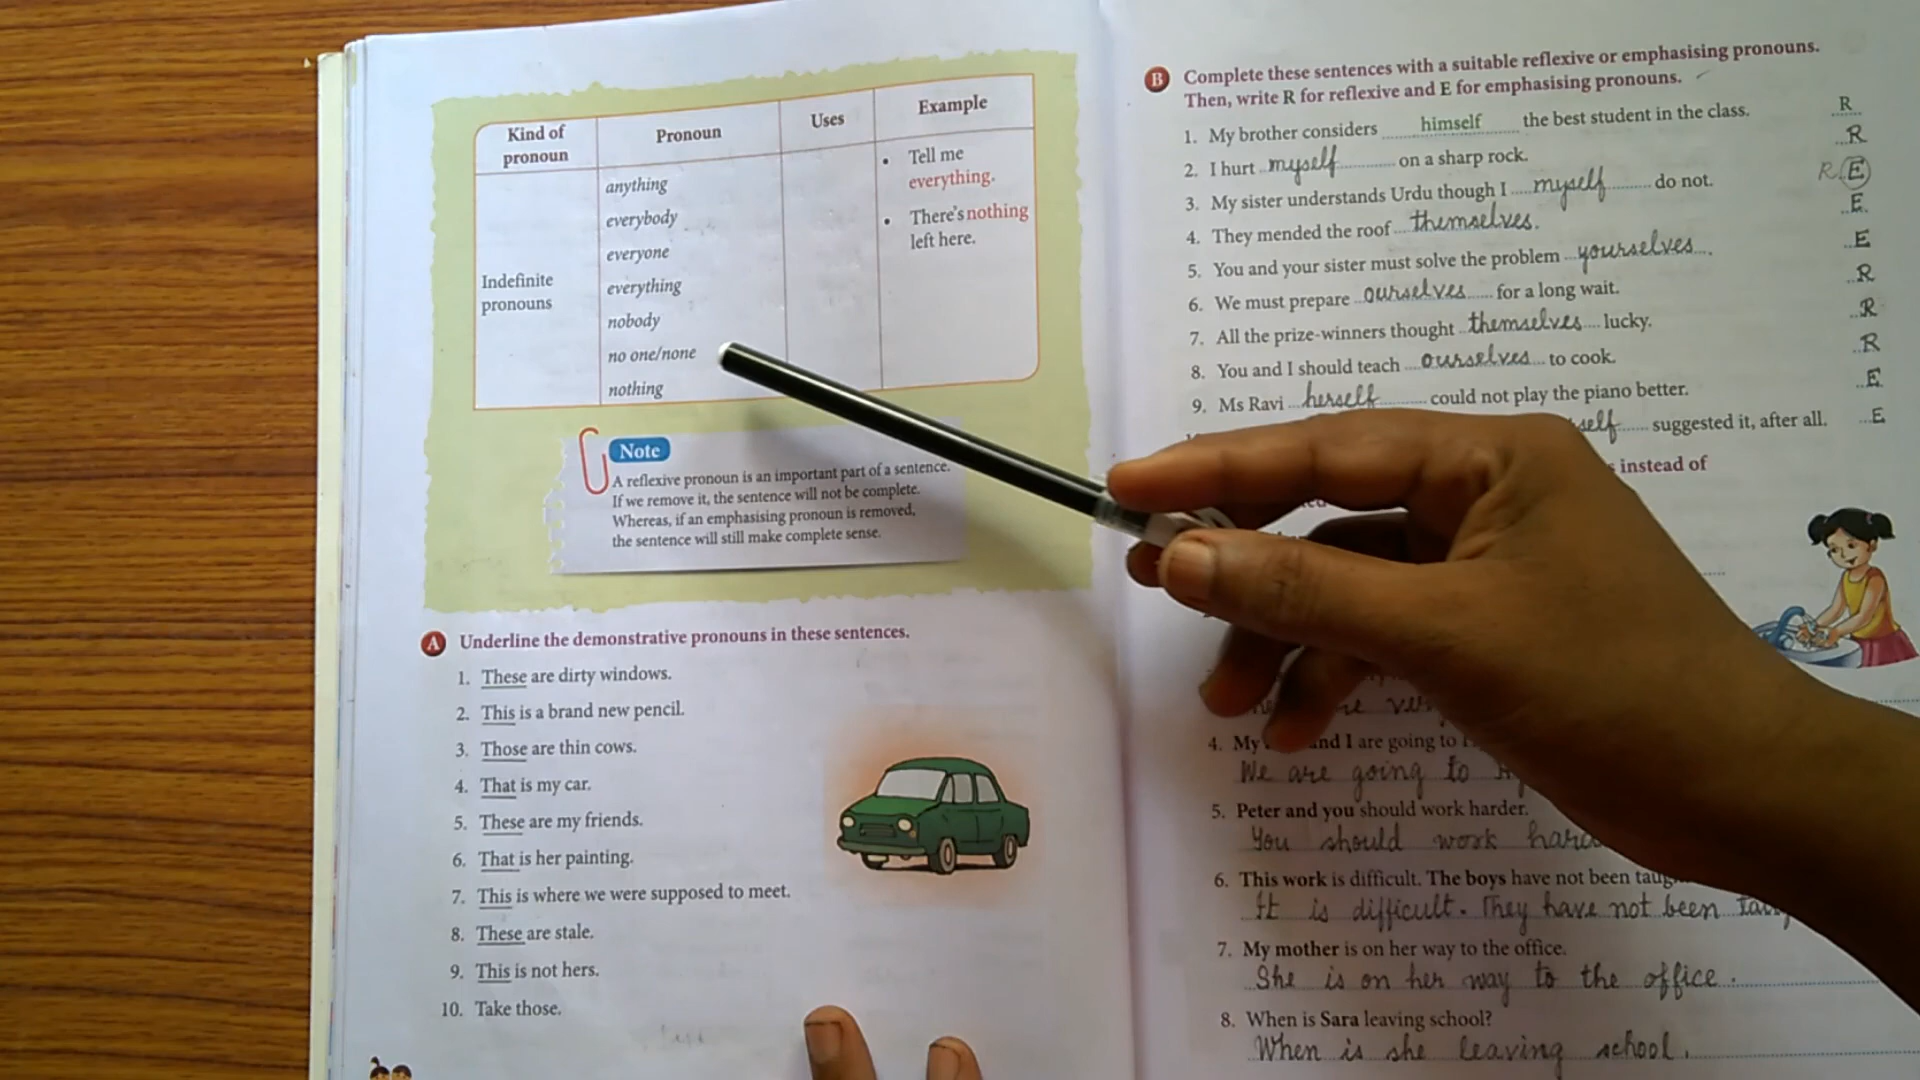 Kind of pronoun
Pronoun
Uses
Example
Indefinite pronouns
anything
everybody
everyone
everything
nobody
no one/none
nothing
• Tell me
everything.
• There's nothing
left here.
Note
A reflexive pronoun is an important part of a sentence.
If we remove it, the sentence will not be complete.
Whereas, if an emphasising pronoun is removed,
the sentence will still make complete sense.
A Underline the demonstrative pronouns in these sentences.
1. These are dirty windows.
2. This is a brand new pencil.
3. Those are thin cows.
4. That is my car.
5. These are my friends.
6. That is her painting.
7. This is where we were supposed to meet.
8. These are stale.
9. This is not hers.
10. Take those.
B Complete these sentences with a suitable reflexive or emphasising pronouns.
Then, write R for reflexive and E for emphasising pronouns.
1. My brother considers himself the best student in the class. R
2. I hurt myself on a sharp rock. R
3. My sister understands Urdu though I myself do not. R E
4. They mended the roof themselves. E
5. You and your sister must solve the problem yourselves. E
6. We must prepare ourselves for a long wait. R
7. All the prize-winners thought themselves lucky. R
8. You and I should teach ourselves to cook. R
9. Ms Ravi herself could not play the piano better. E
self suggested it, after all. E
instead of
4. My and I are going to
We are going to
5. Peter and you should work harder.
You should work
6. This work is difficult. The boys have not been
It is difficult. They have not been
7. My mother is on her way to the office.
She is on her way to the office.
8. When is Sara leaving school?
When is she leaving school.